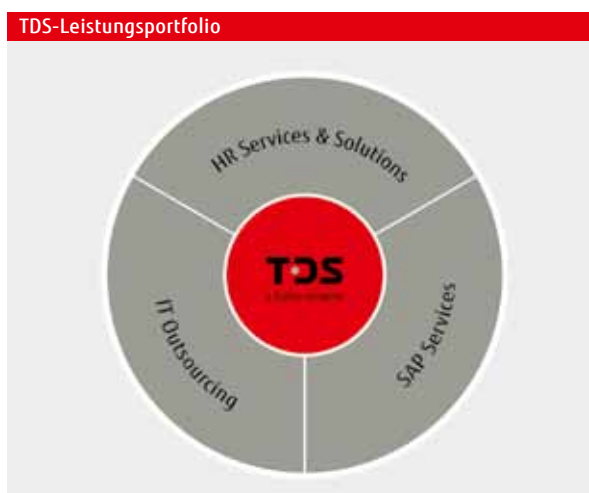 TDS-Leistungsportfolio
HR Services & Solutions
TDS
IT Outsourcing
SAP Services